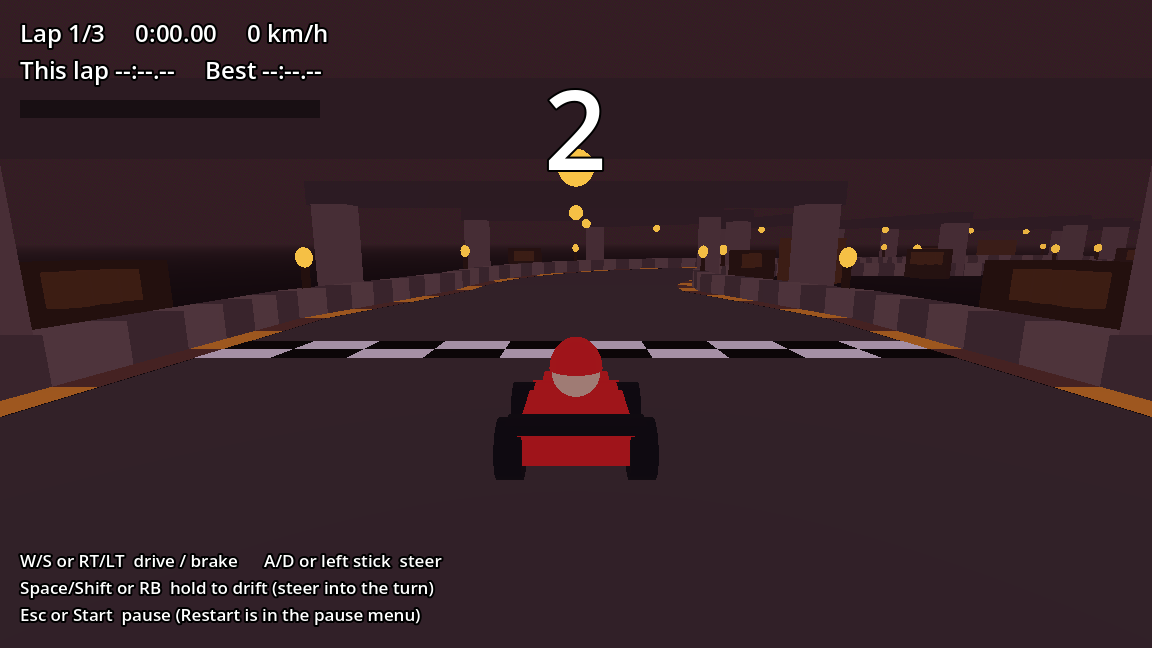 Lap 1/3 0:00.00 0 km/h
This lap --:--.-- Best --:--.--
2
W/S or RT/LT drive / brake A/D or left stick steer
Space/Shift or RB hold to drift (steer into the turn)
Esc or Start pause (Restart is in the pause menu)